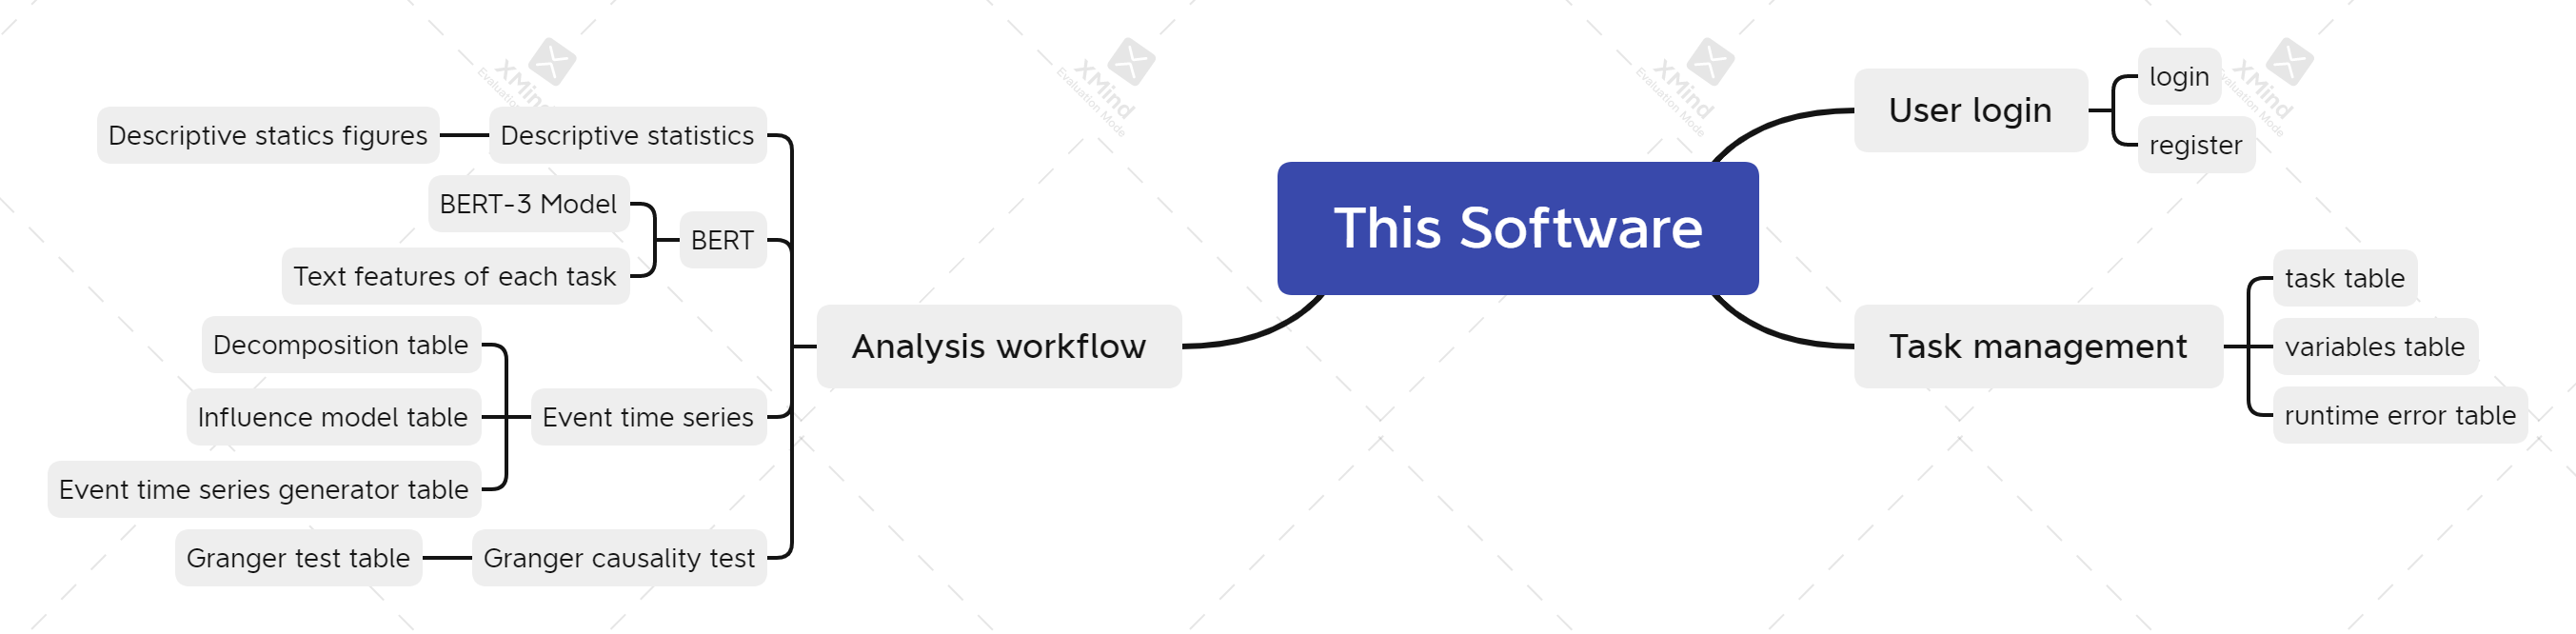 This Software
User login
login
register
Task management
task table
variables table
runtime error table
Analysis workflow
Descriptive statistics
Descriptive statics figures
BERT
BERT-3 Model
Text features of each task
Event time series
Decomposition table
Influence model table
Event time series generator table
Granger causality test
Granger test table
XMind
Evaluation Mode
XMind
Evaluation Mode
XMind
Evaluation Mode
XMind
Evaluation Mode